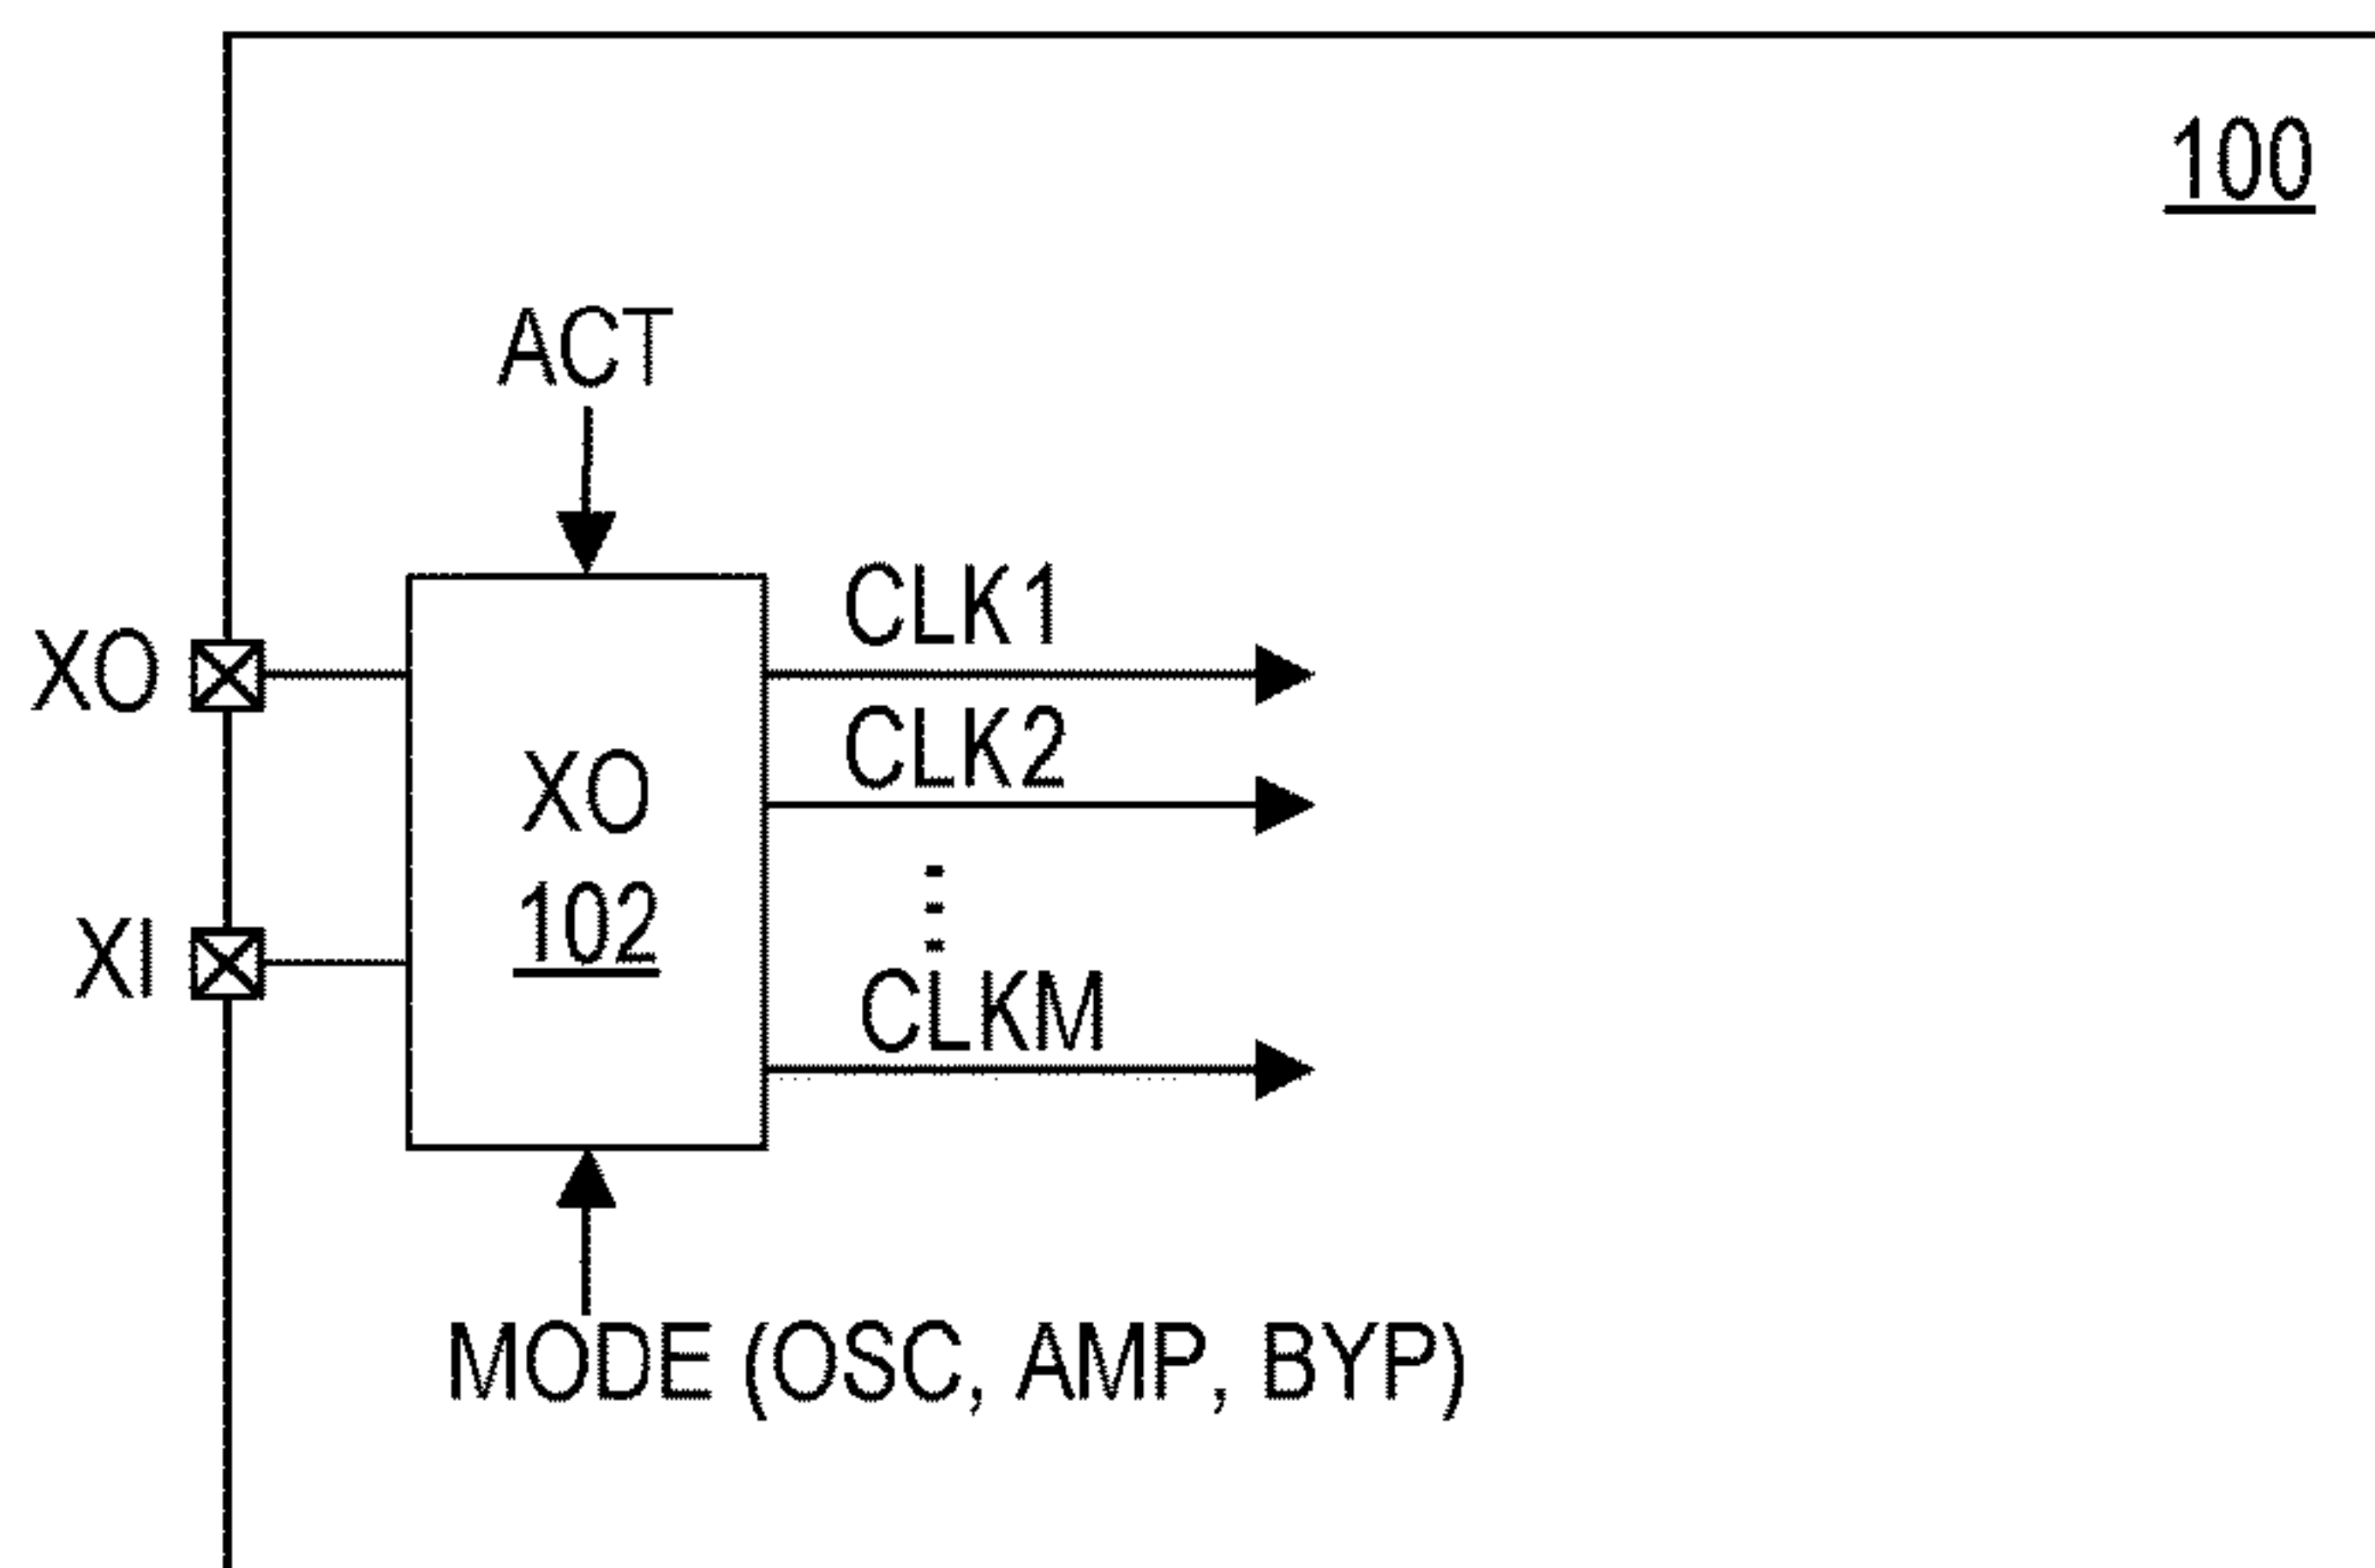 100
ACT
CLK1
XO
CLK2
XO
102
XI
CLKM
MODE (OSC, AMP, BYP)